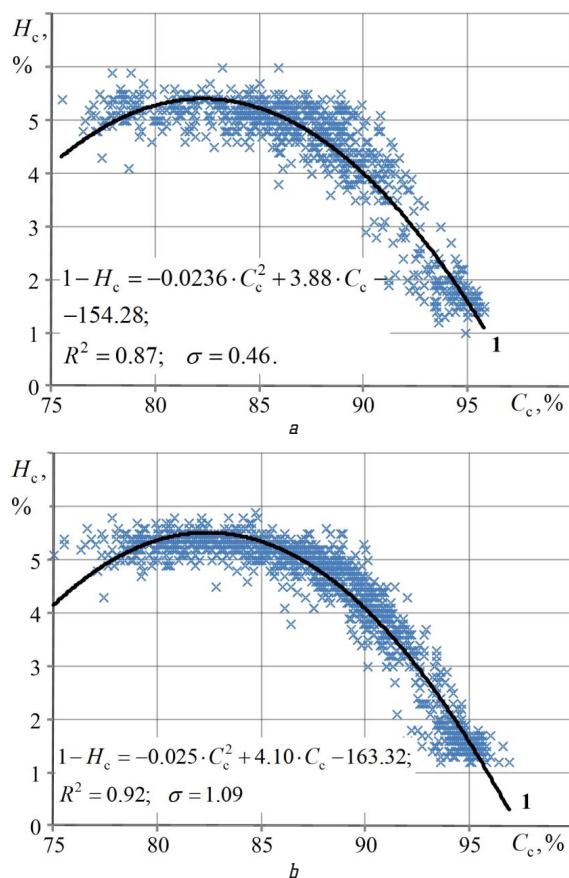 H_c,
%
6
5
4
3
2
1
0
1 – H_c = –0.0236 · C_c^2 + 3.88 · C_c –
–154.28;
R^2 = 0.87; σ = 0.46.
1
75 80 85 90 95 C_c, %
a
H_c,
%
6
5
4
3
2
1
0
1 – H_c = –0.025 · C_c^2 + 4.10 · C_c – 163.32;
R^2 = 0.92; σ = 1.09
1
75 80 85 90 95 C_c, %
b